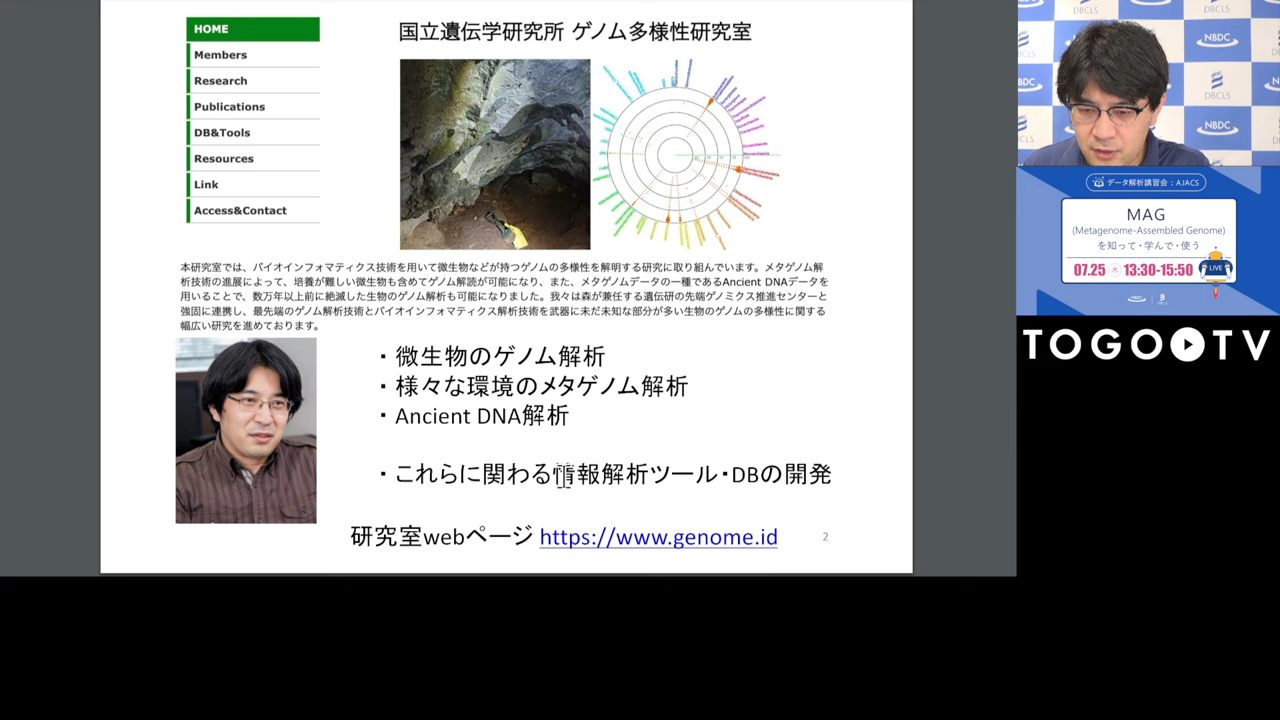 HOME
Members
Research
Publications
DB&Tools
Resources
Link
Access&Contact
国立遺伝学研究所 ゲノム多様性研究室
本研究室では、バイオインフォマティクス技術を用いて微生物などが持つゲノムの多様性を解明する研究に取り組んでいます。メタゲノム解
析技術の進展によって、培養が難しい微生物も含めてゲノム解読が可能になり、また、メタゲノムデータの一種であるAncient DNAデータを
用いることで、数万年以上前に絶滅した生物のゲノム解析も可能になりました。我々は森が兼任する遺伝研の先端ゲノミクス推進センターと
強固に連携し、最先端のゲノム解析技術とバイオインフォマティクス解析技術を武器に未だ未知な部分が多い生物のゲノムの多様性に関する
幅広い研究を進めております。
・微生物のゲノム解析
・様々な環境のメタゲノム解析
・Ancient DNA解析
・これらに関わる情報解析ツール・DBの開発
研究室webページ https://www.genome.id
2
NBDC
DBCLS
NBDC
データ解析講習会：AJACS
MAG
(Metagenome-Assembled Genome)
を知って・学んで・使う
07.25 木 13:30-15:50
LIVE
TOGO TV